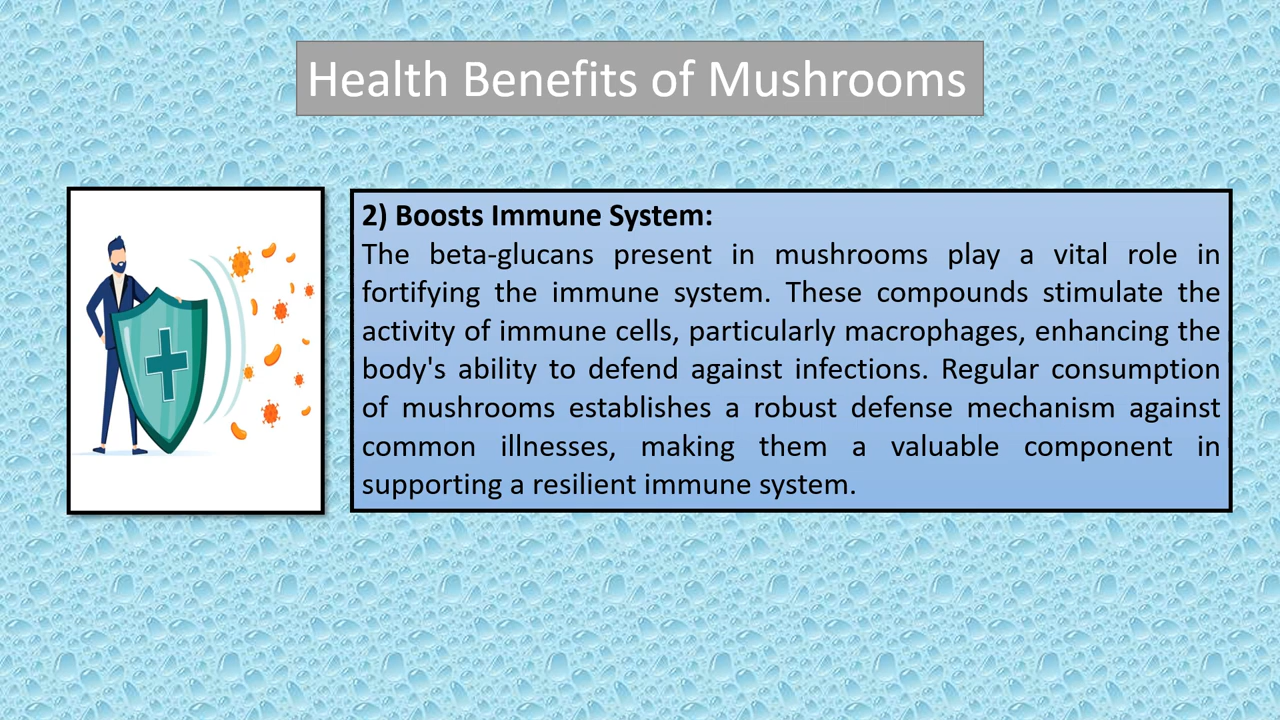 Health Benefits of Mushrooms
2) Boosts Immune System:
The beta-glucans present in mushrooms play a vital role in
fortifying the immune system. These compounds stimulate the
activity of immune cells, particularly macrophages, enhancing the
body's ability to defend against infections. Regular consumption
of mushrooms establishes a robust defense mechanism against
common illnesses, making them a valuable component in
supporting a resilient immune system.